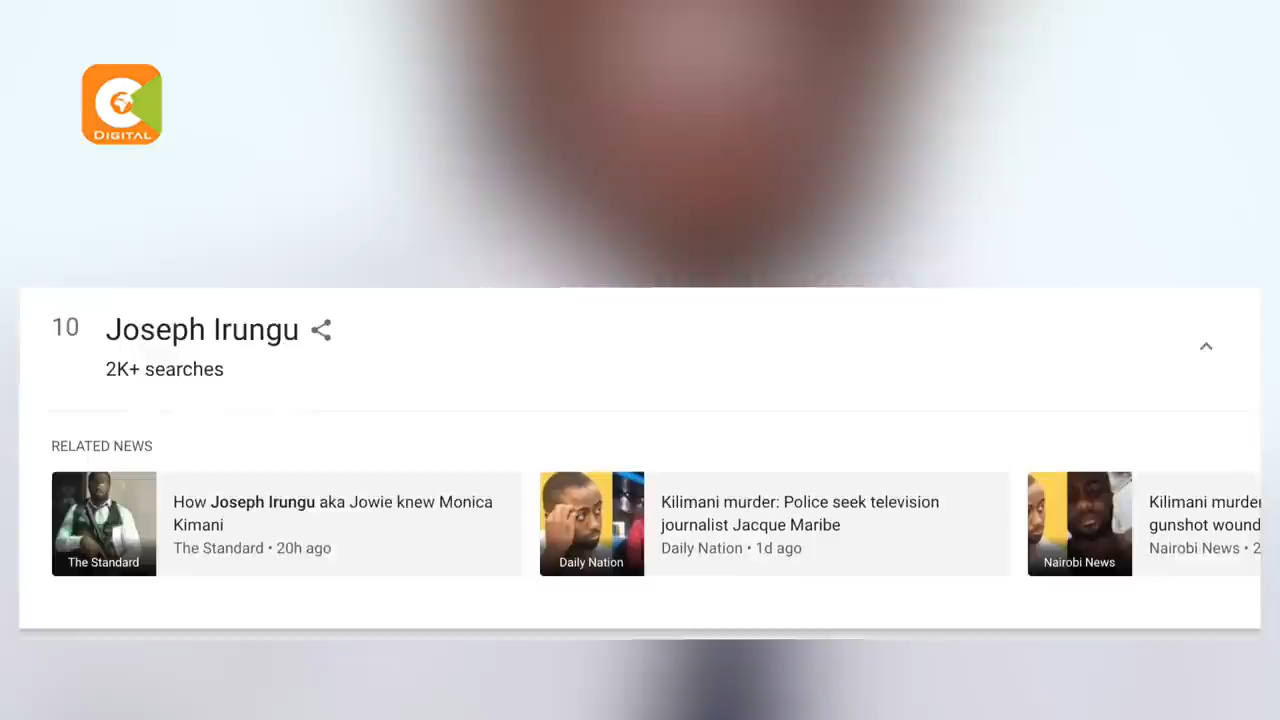 DIGITAL
10 Joseph Irungu
2K+ searches
RELATED NEWS
How Joseph Irungu aka Jowie knew Monica
Kimani
The Standard • 20h ago
The Standard
Kilimani murder: Police seek television
journalist Jacque Maribe
Daily Nation • 1d ago
Daily Nation
Kilimani murder
gunshot wound
Nairobi News • 2
Nairobi News